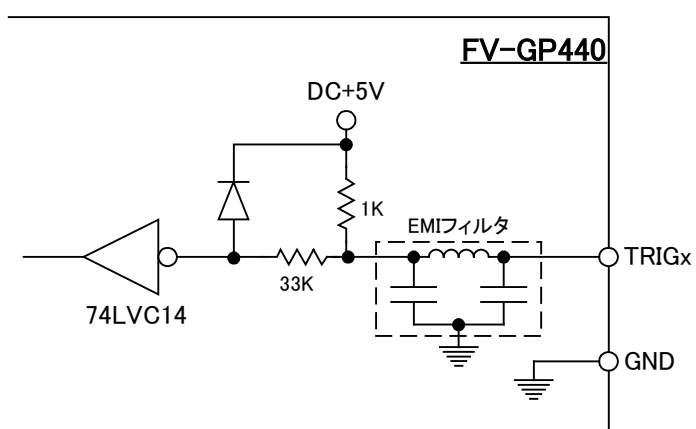 FV-GP440
DC+5V
1K
EMIフィルタ
33K
TRIGx
74LVC14
GND